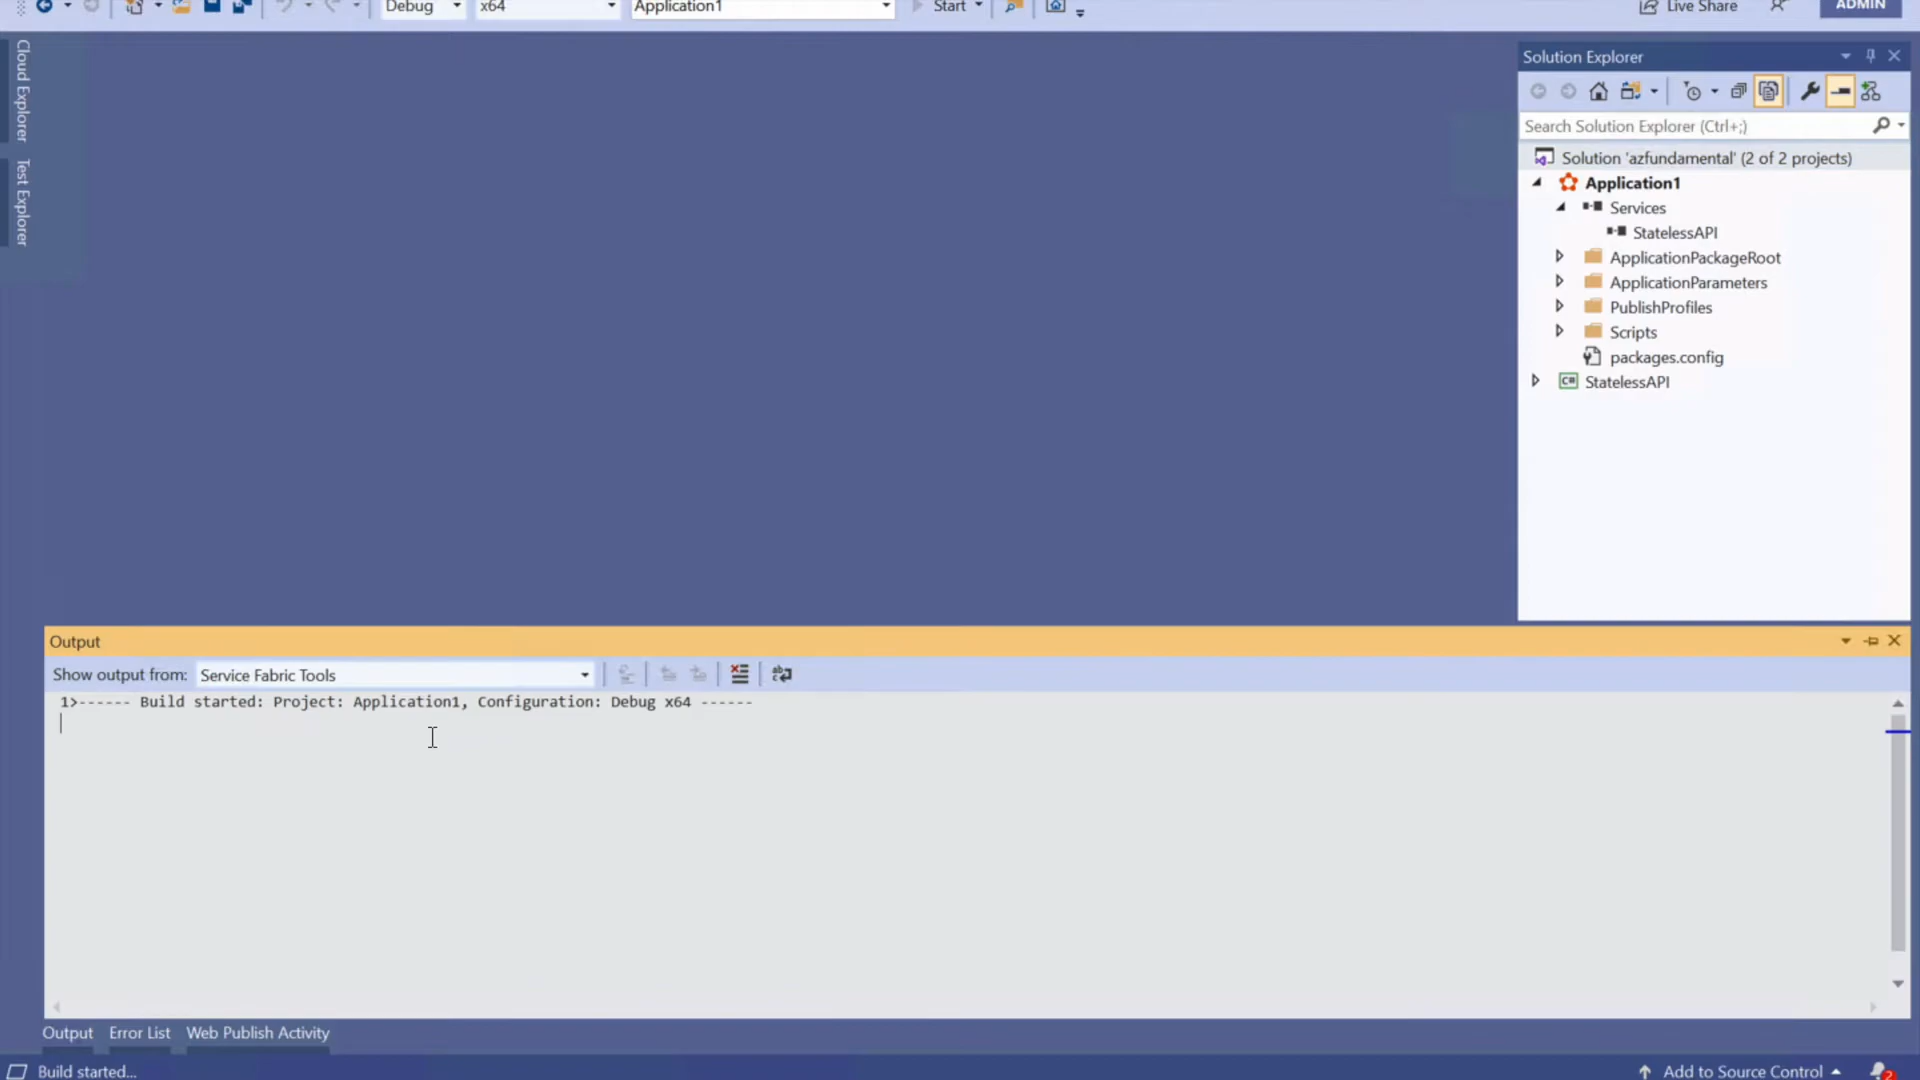 Debug
x64
Application1
Start
Live Share
ADMIN
Cloud Explorer
Test Explorer
Solution Explorer
Search Solution Explorer (Ctrl+;)
Solution 'azfundamental' (2 of 2 projects)
Application1
Services
StatelessAPI
ApplicationPackageRoot
ApplicationParameters
PublishProfiles
Scripts
packages.config
C# StatelessAPI
Output
Show output from: Service Fabric Tools
1>------ Build started: Project: Application1, Configuration: Debug x64 ------
Output Error List Web Publish Activity
Build started...
Add to Source Control
2